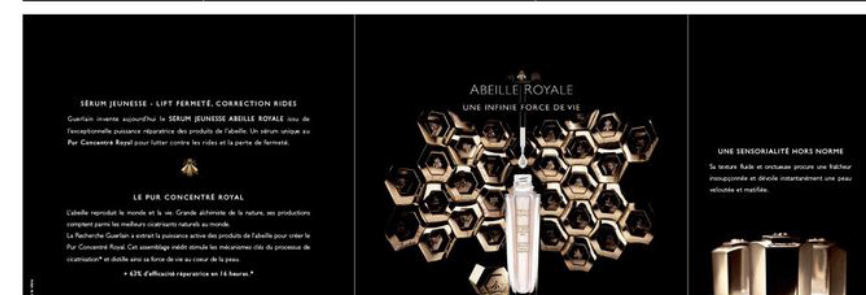 SÉRUM JEUNESSE - LIFT FERMETÉ, CORRECTION RIDES
Guerlain invente aujourd'hui le SERUM JEUNESSE ABEILLE ROYALE issu de
l'exceptionnelle puissance réparatrice des produits de l'abeille. Un sérum unique au
Pur Concentré Royal pour lutter contre les rides et la perte de fermeté.
LE PUR CONCENTRÉ ROYAL
L'abeille reproduit le monde et la vie. Grande alchimiste de la nature, ses productions
comptent parmi les meilleurs cicatrisants naturels au monde.
La Recherche Guerlain a extrait la puissance active des produits de l'abeille pour créer le
Pur Concentré Royal. Cet assemblage inédit stimule les mécanismes clés du processus de
cicatrisation* et distille ainsi sa force de vie au coeur de la peau.
+ 63% d'efficacité réparatrice en 16 heures.*
ABEILLE ROYALE
UNE INFINIE FORCE DE VIE
UNE SENSORIALITÉ HORS NORME
Sa texture fluide et onctueuse procure une fraîcheur
insoupçonnée et dévoile instantanément une peau
veloutée et matifiée.